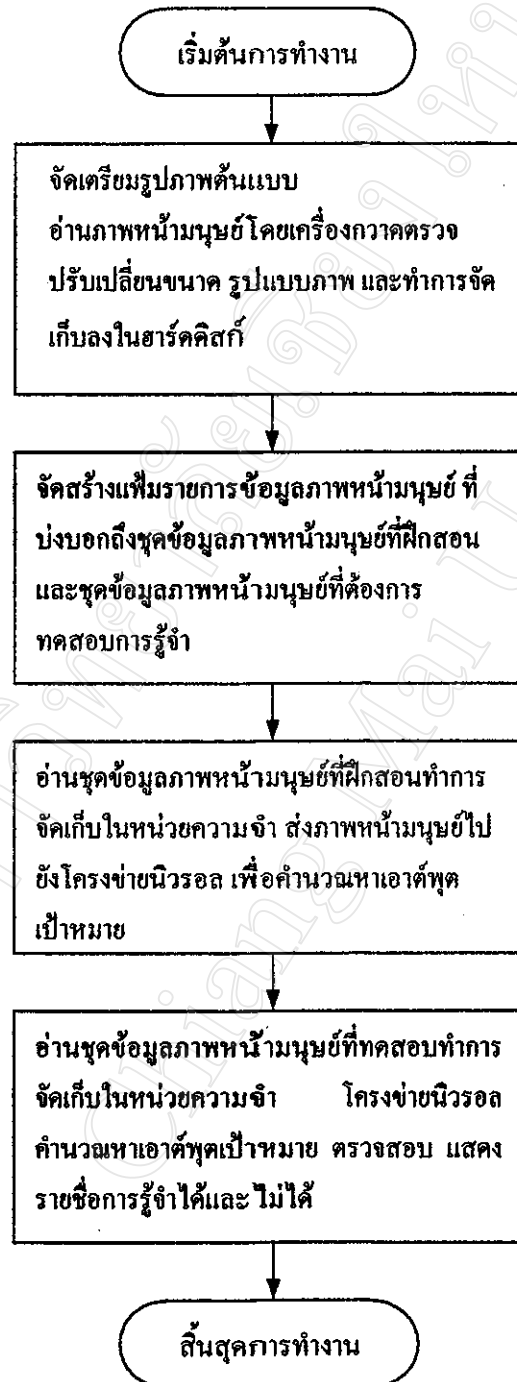 เริ่มต้นการทำงาน
จัดเตรียมรูปภาพต้นแบบ
อ่านภาพหน้ามนุษย์ โดยเครื่องกวาดตรวจ
ปรับเปลี่ยนขนาด รูปแบบภาพ และทำการจัด
เก็บลงในฮาร์ดดิสก์
จัดสร้างแฟ้มรายการข้อมูลภาพหน้ามนุษย์ ที่
บ่งบอกถึงชุดข้อมูลภาพหน้ามนุษย์ที่ฝึกสอน
และชุดข้อมูลภาพหน้ามนุษย์ที่ต้องการ
ทดสอบการรู้จำ
อ่านชุดข้อมูลภาพหน้ามนุษย์ที่ฝึกสอนทำการ
จัดเก็บในหน่วยความจำ ส่งภาพหน้ามนุษย์ไป
ยังโครงข่ายนิวรอล เพื่อคำนวณหาเอาต์พุต
เป้าหมาย
อ่านชุดข้อมูลภาพหน้ามนุษย์ที่ทดสอบทำการ
จัดเก็บในหน่วยความจำ โครงข่ายนิวรอล
คำนวณหาเอาต์พุตเป้าหมาย ตรวจสอบ แสดง
รายชื่อการรู้จำได้และ ไม่ได้
สิ้นสุดการทำงาน
Chiang Mai U